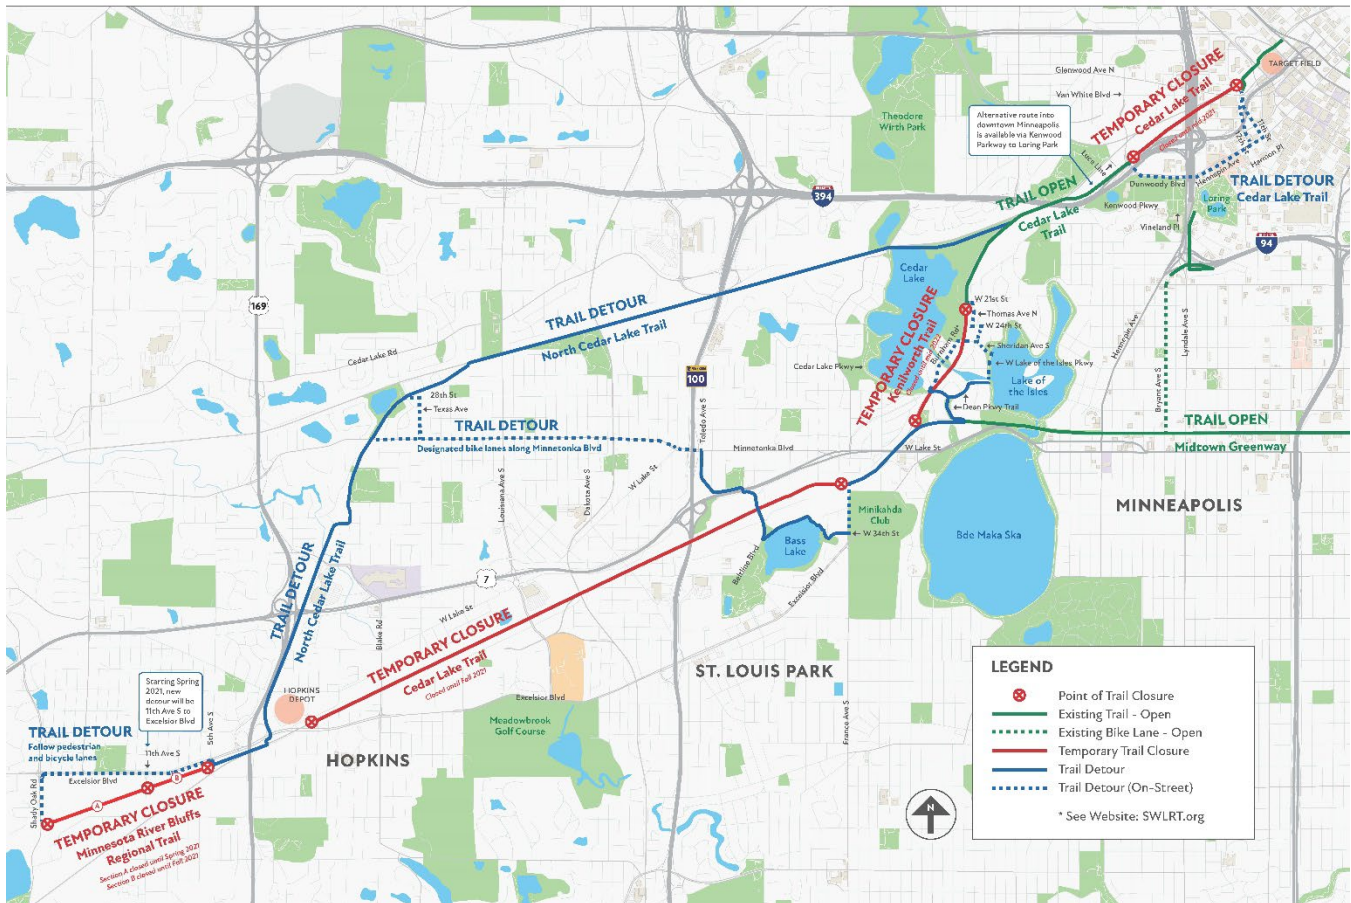 Glenwood Ave N
Van White Blvd →
TARGET FIELD
TEMPORARY CLOSURE
Cedar Lake Trail
Theodore
Wirth Park
Alternative route into
downtown Minneapolis
is available via Kenwood
Parkway to Loring Park
Luce Line
11th St
12th St
Harmon Pl
Hennepin Ave
Dunwoody Blvd
TRAIL DETOUR
Cedar Lake Trail
TRAIL OPEN
Cedar Lake
Trail
Kenwood Pkwy
Loring
Park
Vineland Pl
394
94
169
100
7
Cedar
Lake
TEMPORARY CLOSURE
Kenilworth Trail
W 21st St
Thomas Ave N
W 24th St
Burnham Rd*
Sheridan Ave S
W Lake of the Isles Pkwy
Cedar Lake Pkwy →
Lake of
the Isles
Dean Pkwy Trail
Hennepin Ave
Lyndale Ave S
Bryant Ave S
TRAIL DETOUR
North Cedar Lake Trail
Cedar Lake Rd
28th St
← Texas Ave
TRAIL DETOUR
Designated bike lanes along Minnetonka Blvd
Toledo Ave S
Minnetonka Blvd
W Lake St
TRAIL OPEN
Midtown Greenway
Louisiana Ave S
Dakota Ave S
W Lake St
MINNEAPOLIS
Minikahda
Club
← W 34th St
Bde Maka Ska
Bass
Lake
Beltline Blvd
Excelsior Blvd
TRAIL DETOUR
North Cedar Lake Trail
W Lake St
Blake Rd
TEMPORARY CLOSURE
Cedar Lake Trail
Closed until Fall 2021
ST. LOUIS PARK
France Ave S
HOPKINS
DEPOT
Excelsior Blvd
Meadowbrook
Golf Course
HOPKINS
Starting Spring
2021, new
detour will be
11th Ave S to
Excelsior Blvd
5th Ave S
11th Ave S
TRAIL DETOUR
Follow pedestrian
and bicycle lanes
Excelsior Blvd
Shady Oak Rd
A
B
TEMPORARY CLOSURE
Minnesota River Bluffs
Regional Trail
Section A closed until Spring 2021
Section B closed until Fall 2021
N
LEGEND
Point of Trail Closure
Existing Trail - Open
Existing Bike Lane - Open
Temporary Trail Closure
Trail Detour
Trail Detour (On-Street)
* See Website: SWLRT.org